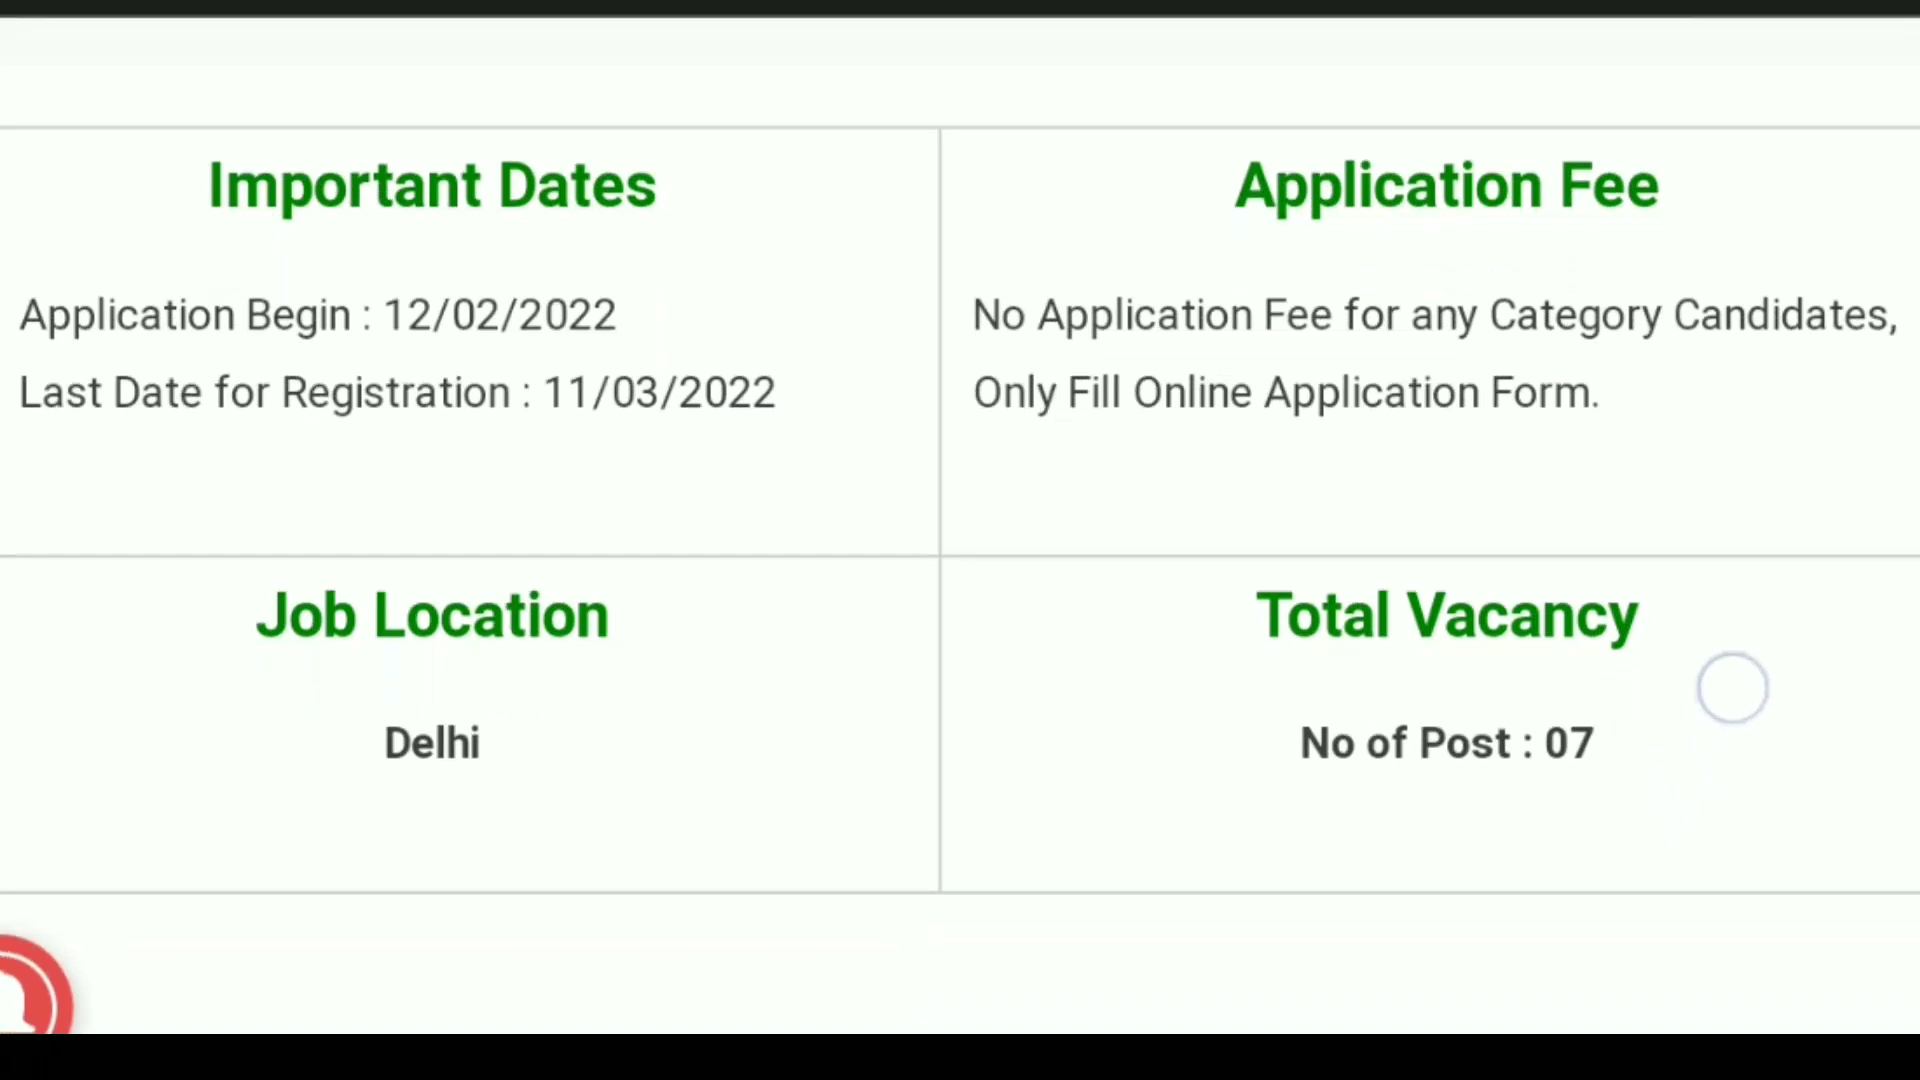 Important Dates
Application Begin : 12/02/2022
Last Date for Registration : 11/03/2022
Application Fee
No Application Fee for any Category Candidates,
Only Fill Online Application Form.
Job Location
Delhi
Total Vacancy
No of Post : 07